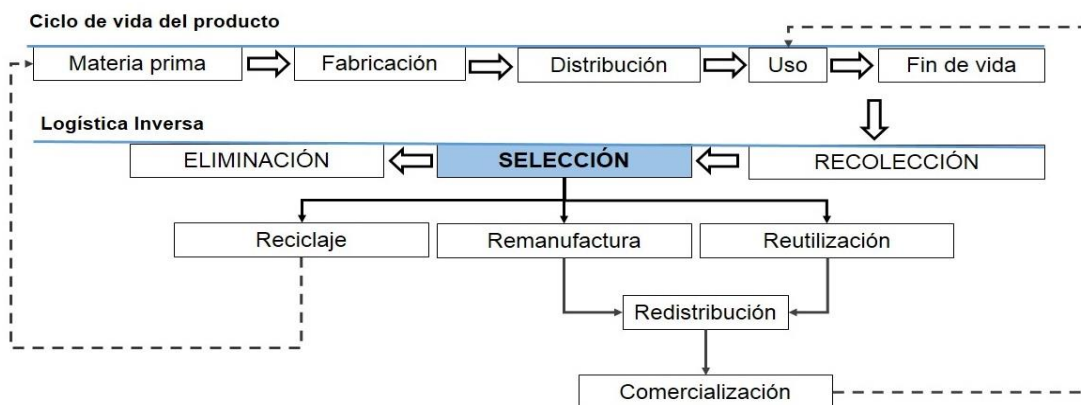 Ciclo de vida del producto
Materia prima
Fabricación
Distribución
Uso
Fin de vida
Logística Inversa
ELIMINACIÓN
SELECCIÓN
RECOLECCIÓN
Reciclaje
Remanufactura
Reutilización
Redistribución
Comercialización